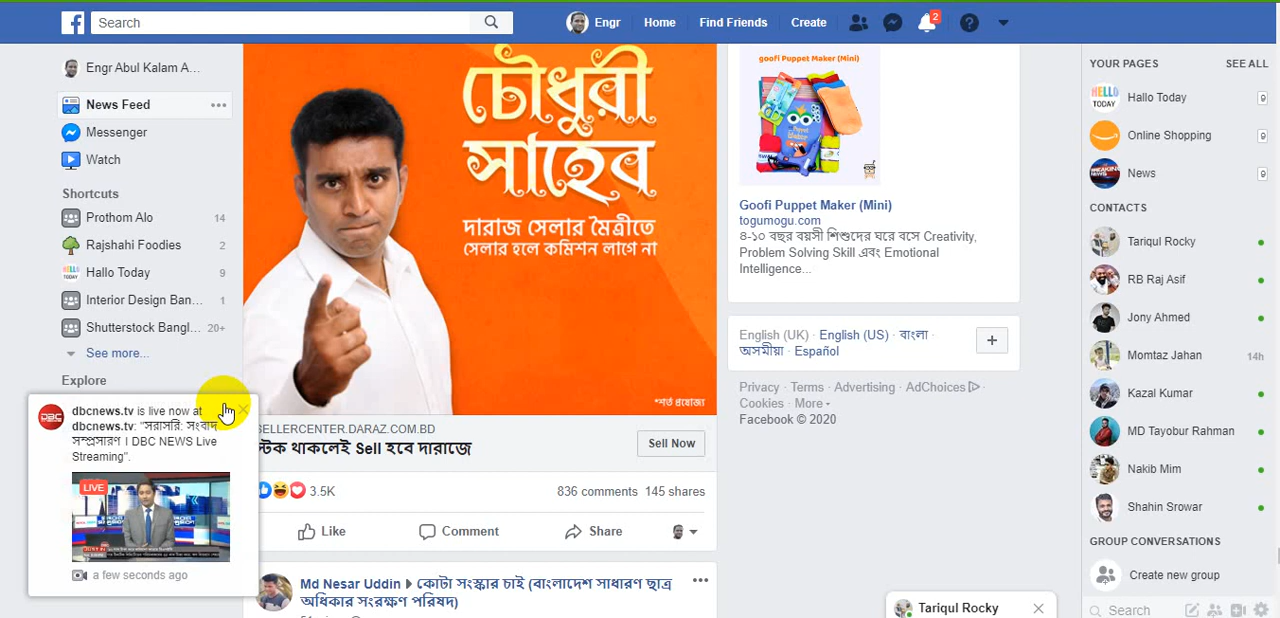 Search
Engr
Home
Find Friends
Create
2
Engr Abul Kalam A...
News Feed
Messenger
Watch
Shortcuts
Prothom Alo 14
Rajshahi Foodies 2
Hallo Today 9
Interior Design Ban... 1
Shutterstock Bangl... 20+
See more...
Explore
dbcnews.tv is live now at
dbcnews.tv: "সরাসরি: সংবাদ
সম্প্রসারণ । DBC NEWS Live
Streaming".
LIVE
a few seconds ago
চৌধুরী
সাহেব
দারাজ সেলার মৈত্রীতে
সেলার হলে কমিশন লাগে না
*শর্ত প্রযোজ্য
SELLERCENTER.DARAZ.COM.BD
স্টক থাকলেই Sell হবে দারাজে
Sell Now
3.5K
836 comments 145 shares
Like
Comment
Share
Md Nesar Uddin ▸ কোটা সংস্কার চাই (বাংলাদেশ সাধারণ ছাত্র
অধিকার সংরক্ষণ পরিষদ)
goofi Puppet Maker (Mini)
Goofi Puppet Maker (Mini)
togumogu.com
৪-১০ বছর বয়সী শিশুদের ঘরে বসে Creativity,
Problem Solving Skill এবং Emotional
Intelligence...
English (UK) · English (US) · বাংলা ·
অসমীয়া · Español
Privacy · Terms · Advertising · AdChoices ·
Cookies · More
Facebook © 2020
YOUR PAGES SEE ALL
Hallo Today 9
Online Shopping 9
News 9
CONTACTS
Tariqul Rocky
RB Raj Asif
Jony Ahmed
Momtaz Jahan 14h
Kazal Kumar
MD Tayobur Rahman
Nakib Mim
Shahin Srowar
GROUP CONVERSATIONS
Create new group
Search
Tariqul Rocky